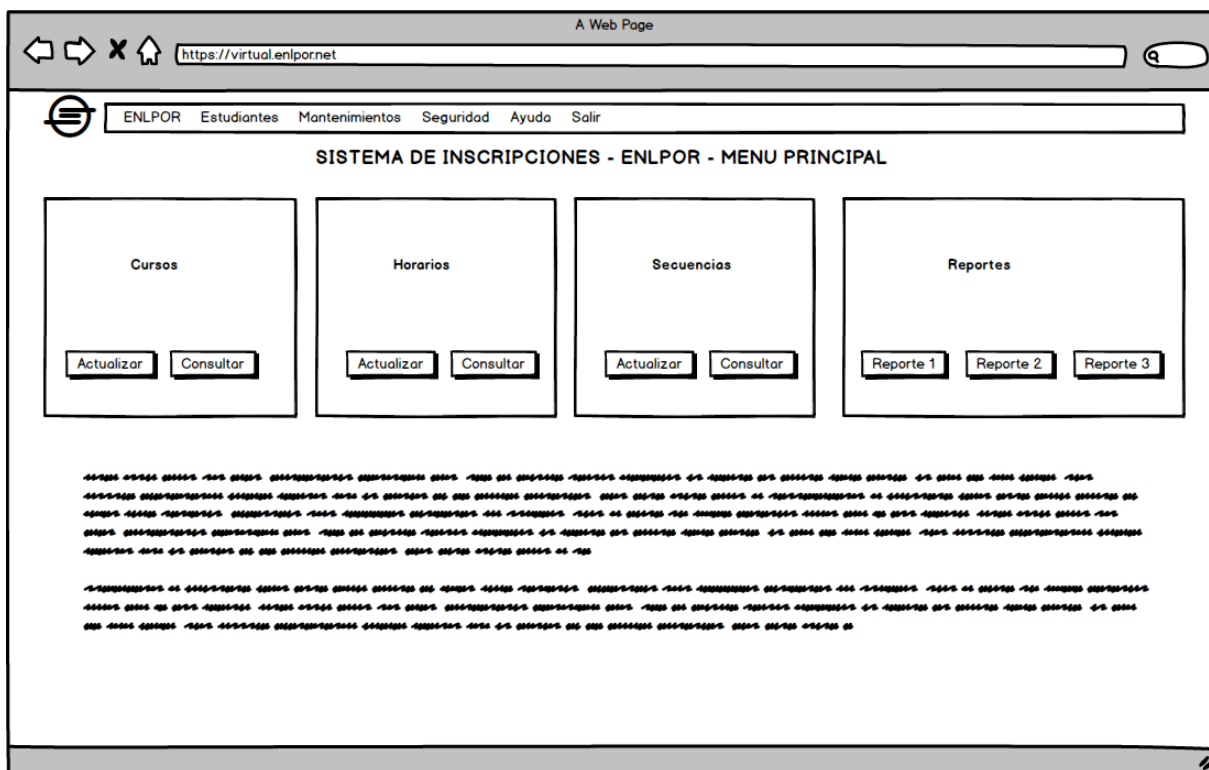 A Web Page
https://virtual.enlpor.net
ENLPOR Estudiantes Mantenimientos Seguridad Ayuda Salir
SISTEMA DE INSCRIPCIONES - ENLPOR - MENU PRINCIPAL
Cursos Horarios Secuencias Reportes
Actualizar Consultar Actualizar Consultar Actualizar Consultar Reporte 1 Reporte 2 Reporte 3